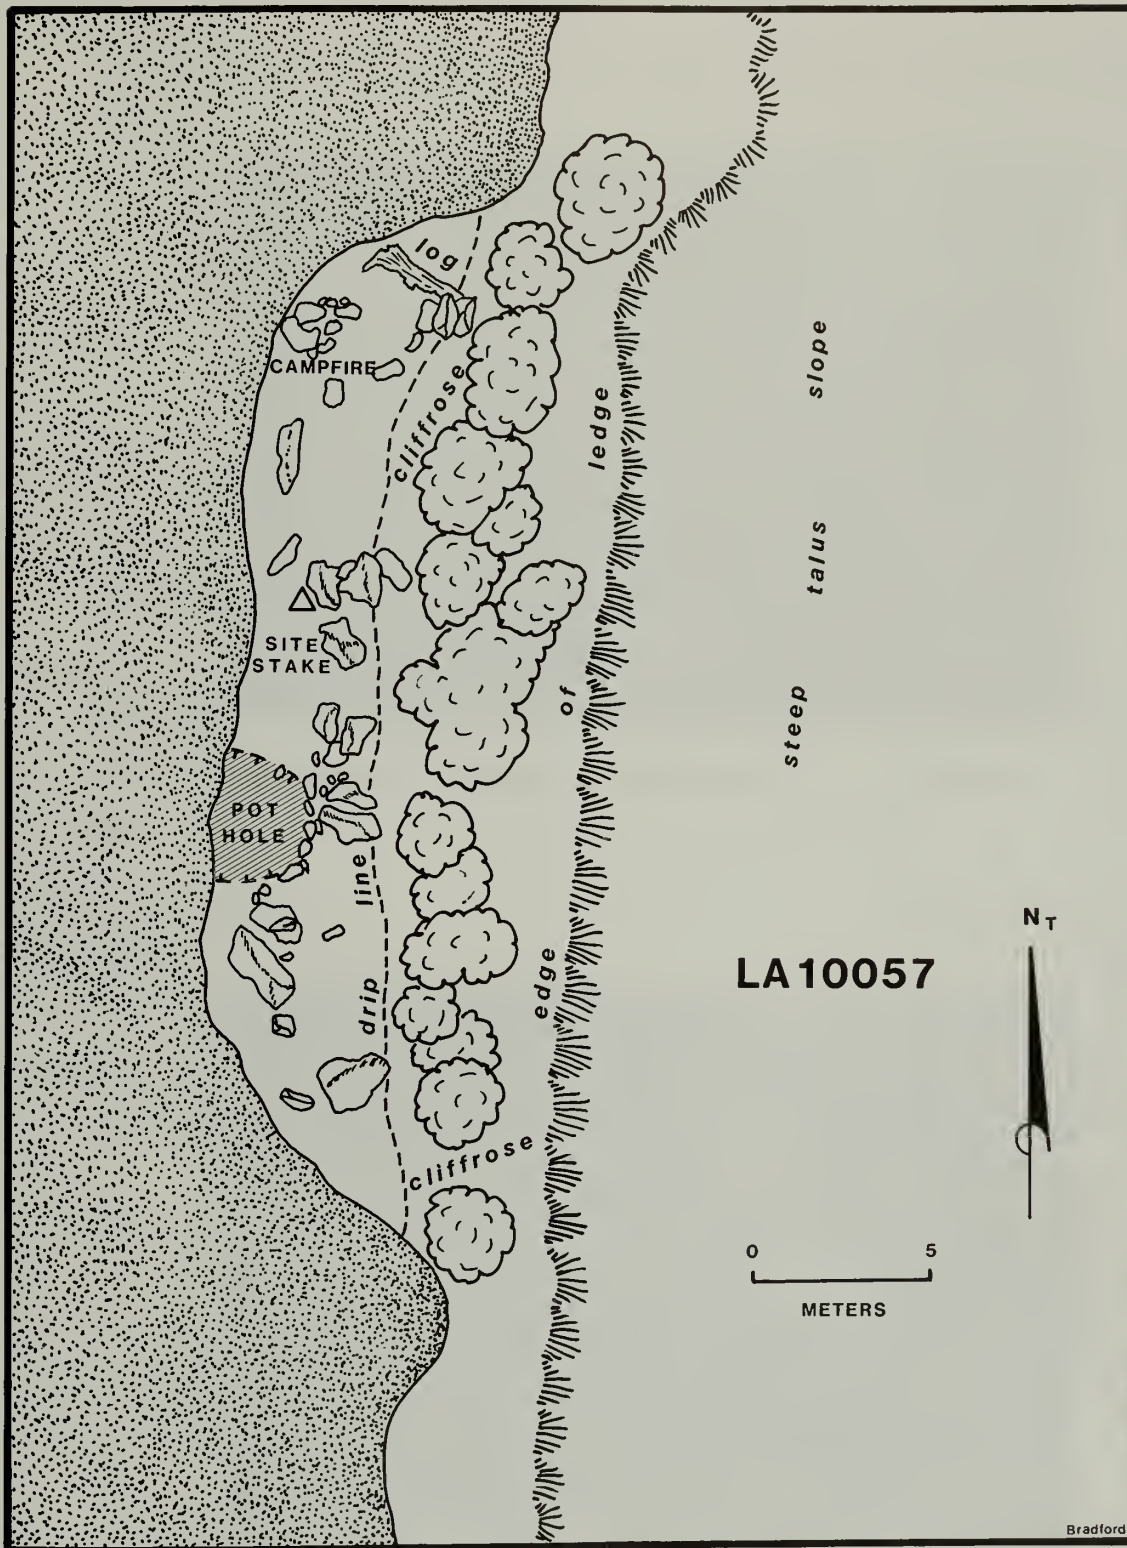 log
CAMPFIRE
cliffrose
edge of ledge
steep talus slope
SITE
STAKE
POT
HOLE
drip line
LA10057
N T
cliffrose
0 5
METERS
Bradford